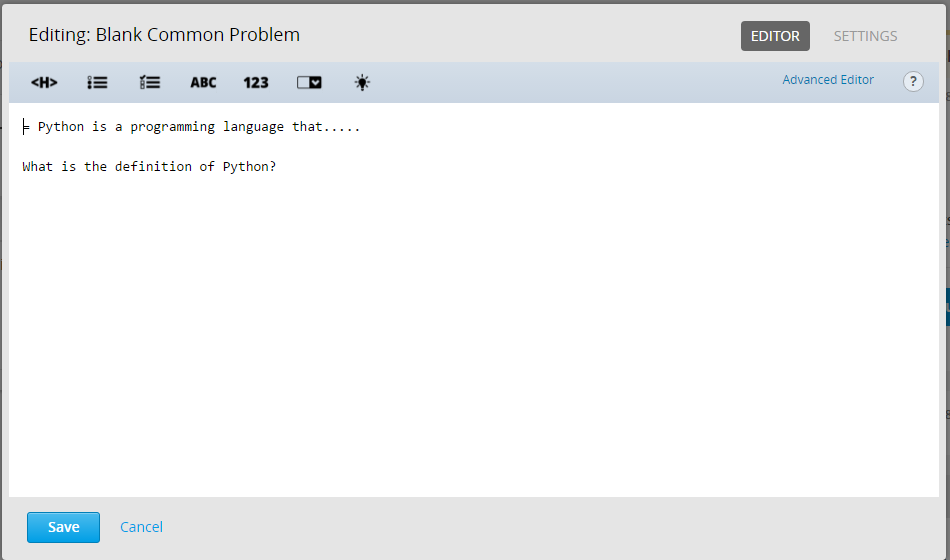 Editing: Blank Common Problem
EDITOR
SETTINGS
<H>
ABC
123
Advanced Editor
?
= Python is a programming language that.....
What is the definition of Python?
Save
Cancel